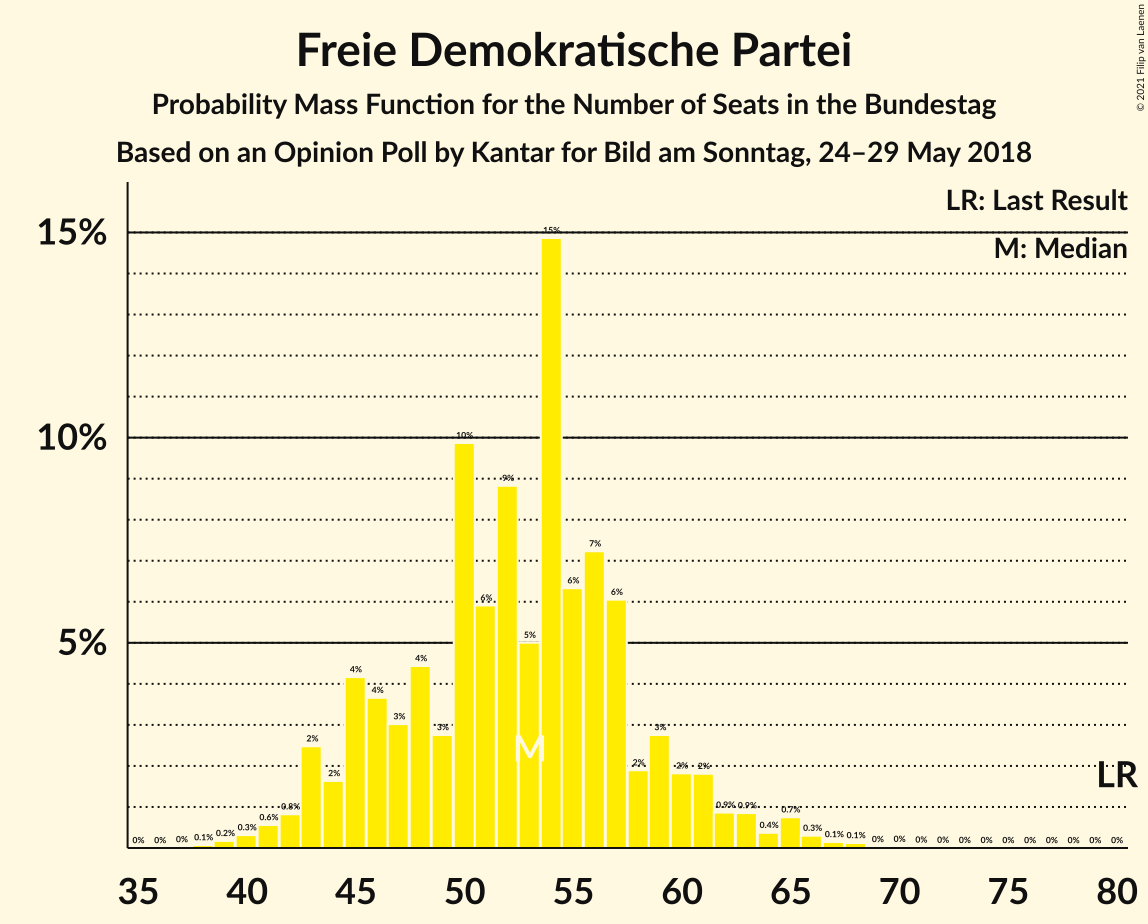 Freie Demokratische Partei
Probability Mass Function for the Number of Seats in the Bundestag
Based on an Opinion Poll by Kantar for Bild am Sonntag, 24–29 May 2018
© 2021 Filip van Laenen
LR: Last Result
M: Median
15%
10%
5%
0% 0% 0% 0.1% 0.2% 0.3% 0.6% 0.8% 2% 2% 4% 4% 3% 4% 3% 10% 6% 9% 5% 15% 6% 7% 6% 2% 3% 2% 2% 0.9% 0.9% 0.4% 0.7% 0.3% 0.1% 0.1% 0% 0% 0% 0% 0% 0% 0% 0% 0% 0% 0% 0%
M
LR
35 40 45 50 55 60 65 70 75 80